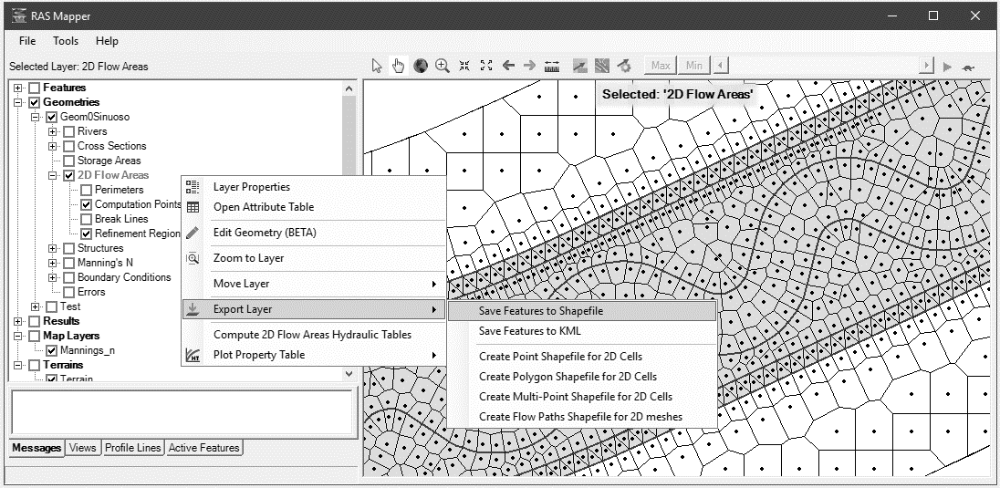 RAS Mapper
File Tools Help
Selected Layer: 2D Flow Areas
Max Min
Features
Geometries
Geom0Sinuoso
Rivers
Cross Sections
Storage Areas
2D Flow Areas
Perimeters
Computation Points
Break Lines
Refinement Region
Structures
Manning's N
Boundary Conditions
Errors
Test
Results
Map Layers
Mannings_n
Terrains
Terrain
Selected: '2D Flow Areas'
Layer Properties
Open Attribute Table
Edit Geometry (BETA)
Zoom to Layer
Move Layer
Export Layer
Compute 2D Flow Areas Hydraulic Tables
HT Plot Property Table
Save Features to Shapefile
Save Features to KML
Create Point Shapefile for 2D Cells
Create Polygon Shapefile for 2D Cells
Create Multi-Point Shapefile for 2D Cells
Create Flow Paths Shapefile for 2D meshes
Messages Views Profile Lines Active Features